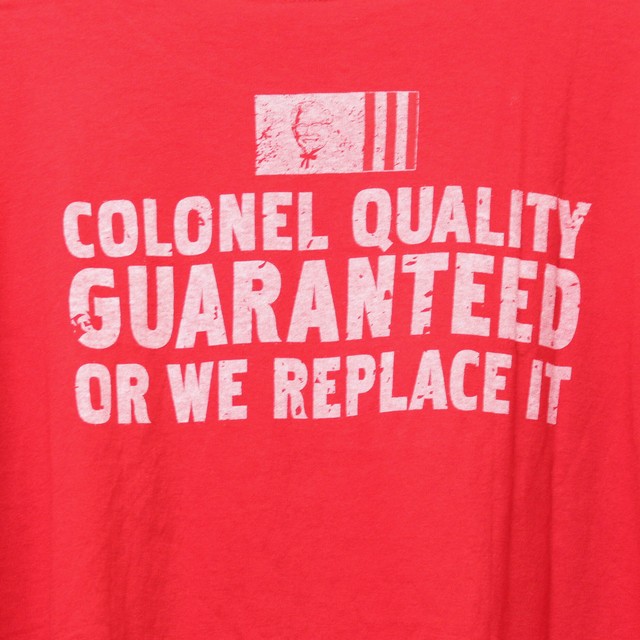 COLONEL QUALITY
GUARANTEED
OR WE REPLACE IT